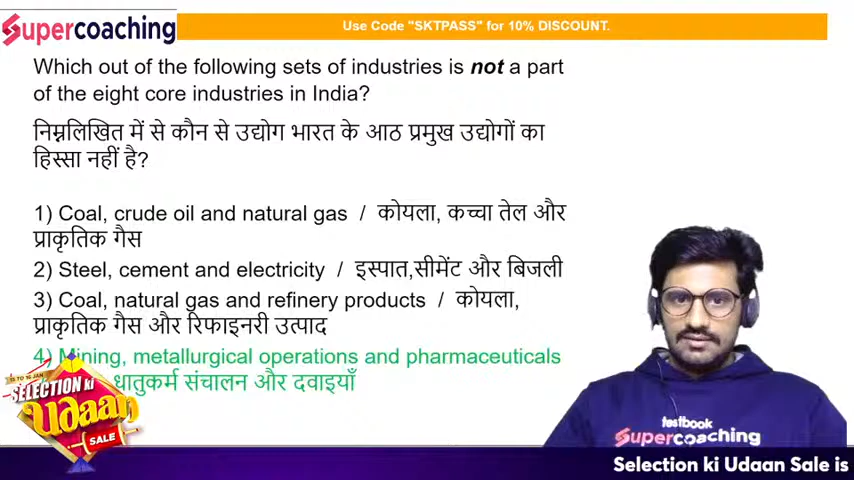 Supercoaching
Use Code "SKTPASS" for 10% DISCOUNT.
Which out of the following sets of industries is not a part
of the eight core industries in India?
निम्नलिखित में से कौन से उद्योग भारत के आठ प्रमुख उद्योगों का
हिस्सा नहीं है?
1) Coal, crude oil and natural gas / कोयला, कच्चा तेल और
प्राकृतिक गैस
2) Steel, cement and electricity / इस्पात,सीमेंट और बिजली
3) Coal, natural gas and refinery products / कोयला,
प्राकृतिक गैस और रिफाइनरी उत्पाद
4) Mining, metallurgical operations and pharmaceuticals
धातुकर्म संचालन और दवाइयाँ
SELECTION ki
UDAAN
SALE
testbook
Supercoaching
Selection ki Udaan Sale is